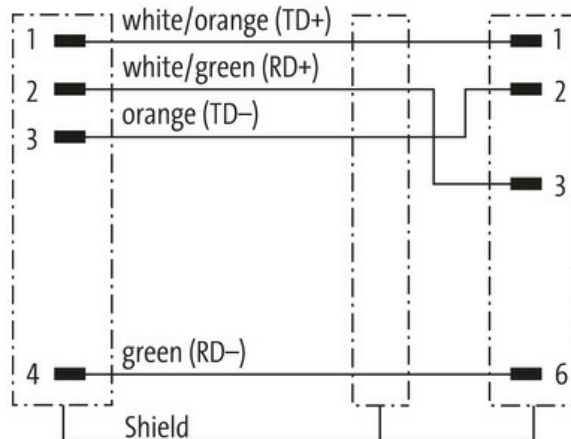 1 white/orange (TD+) 1
2 white/green (RD+) 2
3 orange (TD–)
3
4 green (RD–) 6
Shield